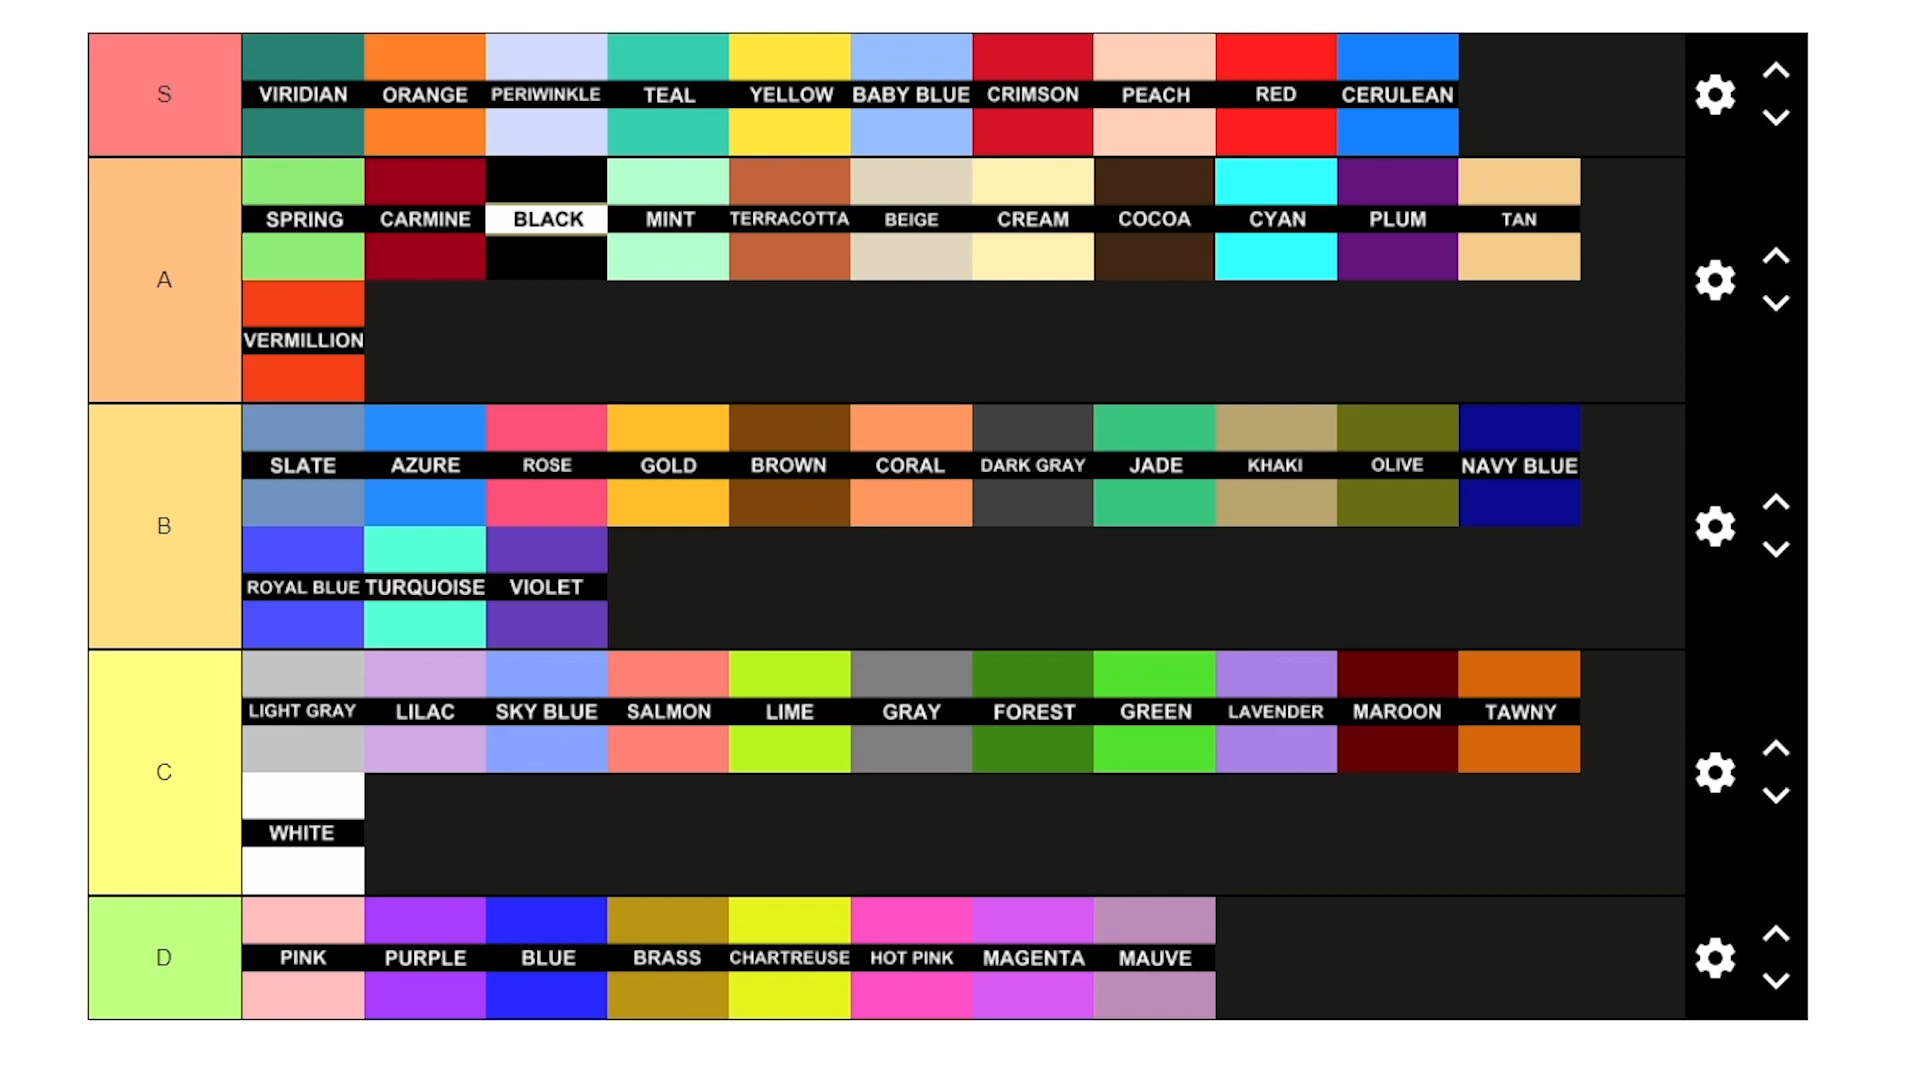 S
VIRIDIAN ORANGE PERIWINKLE TEAL YELLOW BABY BLUE CRIMSON PEACH RED CERULEAN
A
SPRING CARMINE BLACK MINT TERRACOTTA BEIGE CREAM COCOA CYAN PLUM TAN
VERMILLION
B
SLATE AZURE ROSE GOLD BROWN CORAL DARK GRAY JADE KHAKI OLIVE NAVY BLUE
ROYAL BLUE TURQUOISE VIOLET
C
LIGHT GRAY LILAC SKY BLUE SALMON LIME GRAY FOREST GREEN LAVENDER MAROON TAWNY
WHITE
D
PINK PURPLE BLUE BRASS CHARTREUSE HOT PINK MAGENTA MAUVE